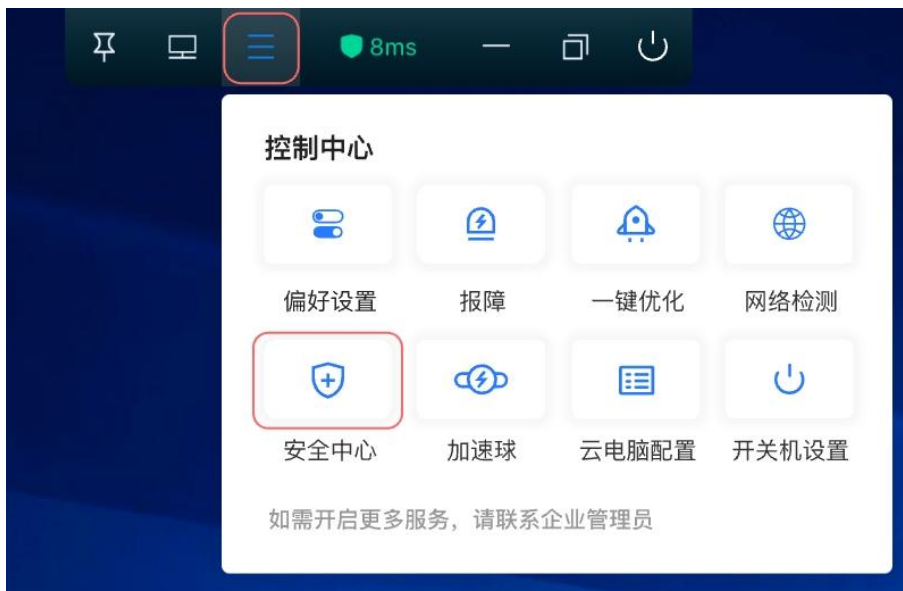 8ms
控制中心
偏好设置 报障 一键优化 网络检测
安全中心 加速球 云电脑配置 开关机设置
如需开启更多服务，请联系企业管理员